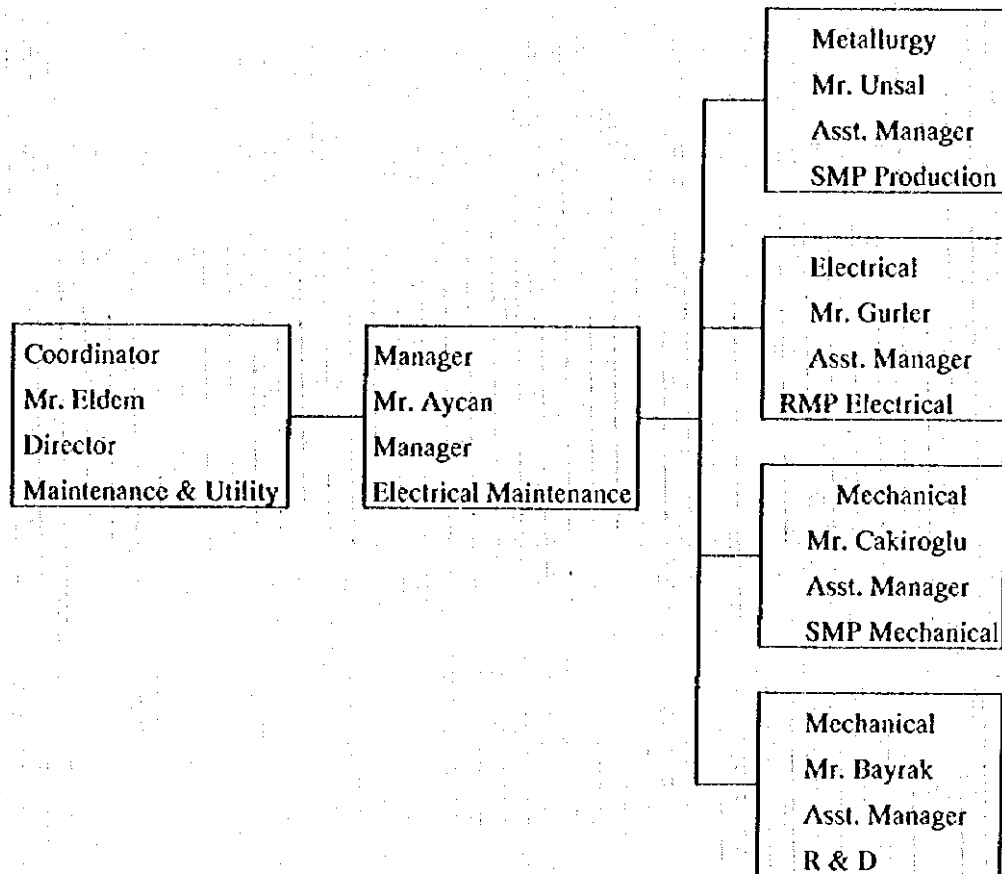 Coordinator
Mr. Eldem
Director
Maintenance & Utility
Manager
Mr. Aycan
Manager
Electrical Maintenance
Metallurgy
Mr. Unsal
Asst. Manager
SMP Production
Electrical
Mr. Gurler
Asst. Manager
RMP Electrical
Mechanical
Mr. Cakiroglu
Asst. Manager
SMP Mechanical
Mechanical
Mr. Bayrak
Asst. Manager
R & D